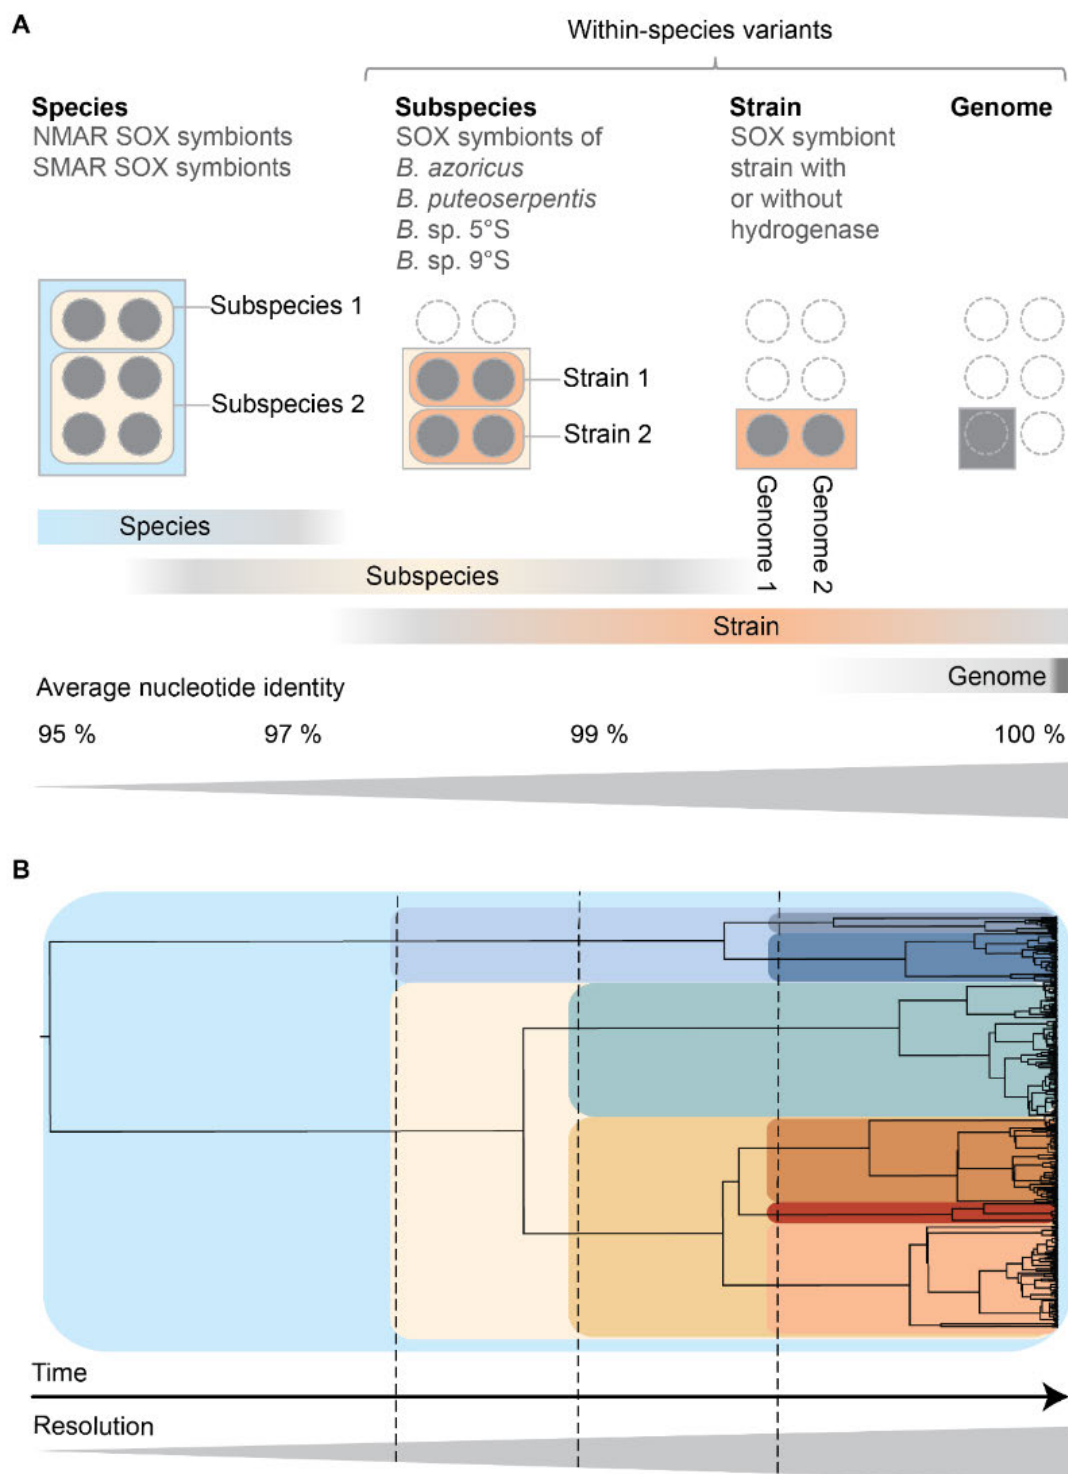 A
Within-species variants
Species
NMAR SOX symbionts
SMAR SOX symbionts
Subspecies
SOX symbionts of
B. azoricus
B. puteoserpentis
B. sp. 5°S
B. sp. 9°S
Strain
SOX symbiont
strain with
or without
hydrogenase
Genome
Subspecies 1
Subspecies 2
Strain 1
Strain 2
Genome 1
Genome 2
Species
Subspecies
Strain
Genome
Average nucleotide identity
95 % 97 % 99 % 100 %
B
Time
Resolution